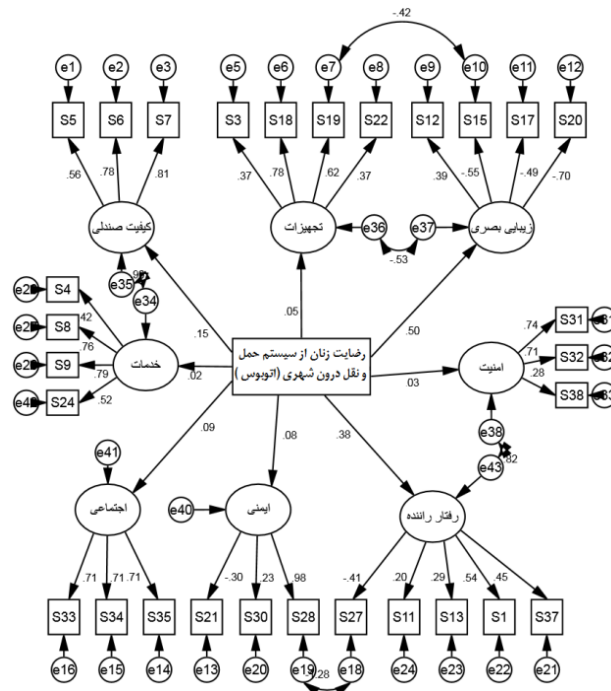 -.42
e1 e2 e3 e5 e6 e7 e8 e9 e10 e11 e12
S5 S6 S7 S3 S18 S19 S22 S12 S15 S17 S20
.56 .78 .81 .37 .78 .62 .37 .39 -.55 -.49 -.70
کیفیت صندلی تجهیزات زیبایی بصری
e36 e37
-.53
e35 e34
.15 .05 .50
S4 S8 S9 S24
.42 .76 .79 .52
خدمات
.02
رضایت زنان از سیستم حمل
و نقل درون شهری (اتوبوس )
.03
امنیت
.74 .71 .28
S31 S32 S38
e38
.82
e43
.09 .08 .38
e41
اجتماعی
e40
ایمنی
رفتار راننده
.71 .71 .71 -.30 .23 .98 -.41 .20 .29 .54 .45
S33 S34 S35 S21 S30 S28 S27 S11 S13 S1 S37
e16 e15 e14 e13 e20 e19 e18 e24 e23 e22 e21